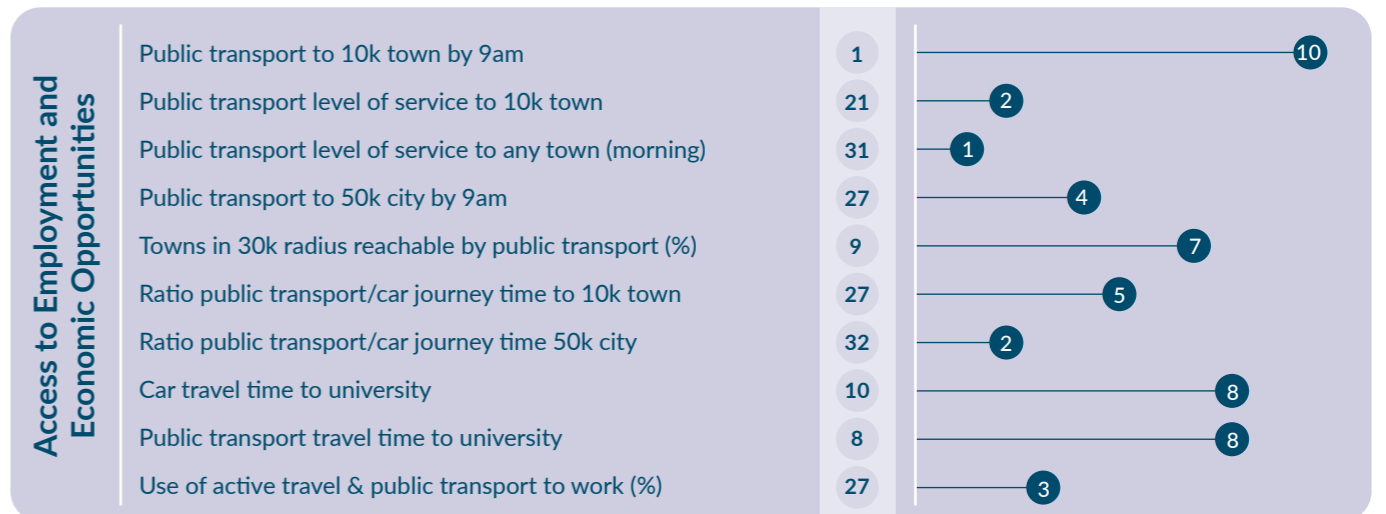 Access to Employment and
Economic Opportunities
Public transport to 10k town by 9am 1 10
Public transport level of service to 10k town 21 2
Public transport level of service to any town (morning) 31 1
Public transport to 50k city by 9am 27 4
Towns in 30k radius reachable by public transport (%) 9 7
Ratio public transport/car journey time to 10k town 27 5
Ratio public transport/car journey time 50k city 32 2
Car travel time to university 10 8
Public transport travel time to university 8 8
Use of active travel & public transport to work (%) 27 3